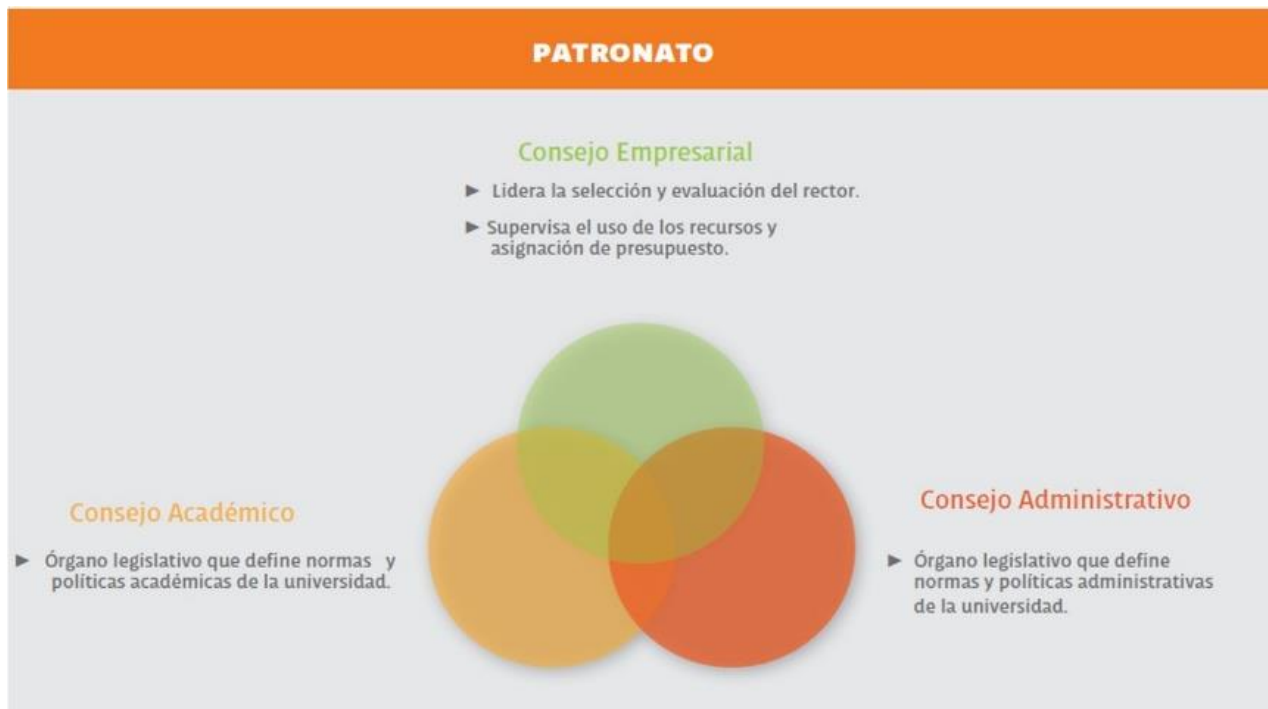 PATRONATO
Consejo Empresarial
► Lidera la selección y evaluación del rector.
► Supervisa el uso de los recursos y
asignación de presupuesto.
Consejo Académico
► Órgano legislativo que define normas y
políticas académicas de la universidad.
Consejo Administrativo
► Órgano legislativo que define
normas y políticas administrativas
de la universidad.